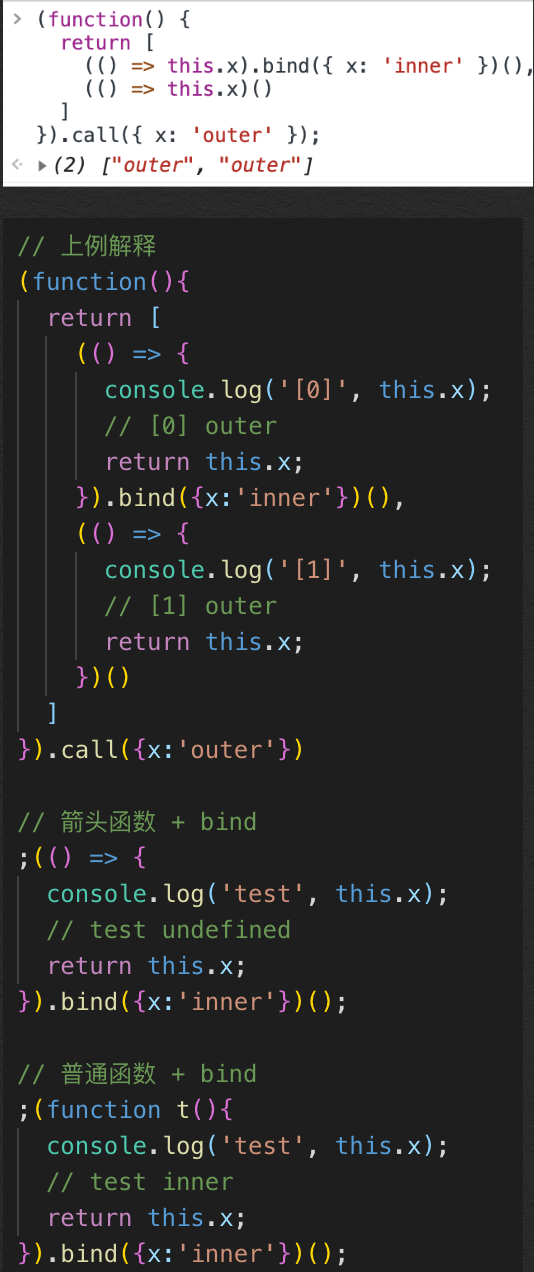 > (function() {
    return [
      (() => this.x).bind({ x: 'inner' })(),
      (() => this.x)()
    ]
  }).call({ x: 'outer' });
<· ▶(2) ["outer", "outer"]
// 上例解释
(function(){
  return [
    (() => {
      console.log('[0]', this.x);
      // [0] outer
      return this.x;
    }).bind({x:'inner'})(),
    (() => {
      console.log('[1]', this.x);
      // [1] outer
      return this.x;
    })()
  ]
}).call({x:'outer'})
// 箭头函数 + bind
;(() => {
  console.log('test', this.x);
  // test undefined
  return this.x;
}).bind({x:'inner'})();
// 普通函数 + bind
;(function t(){
  console.log('test', this.x);
  // test inner
  return this.x;
}).bind({x:'inner'})();